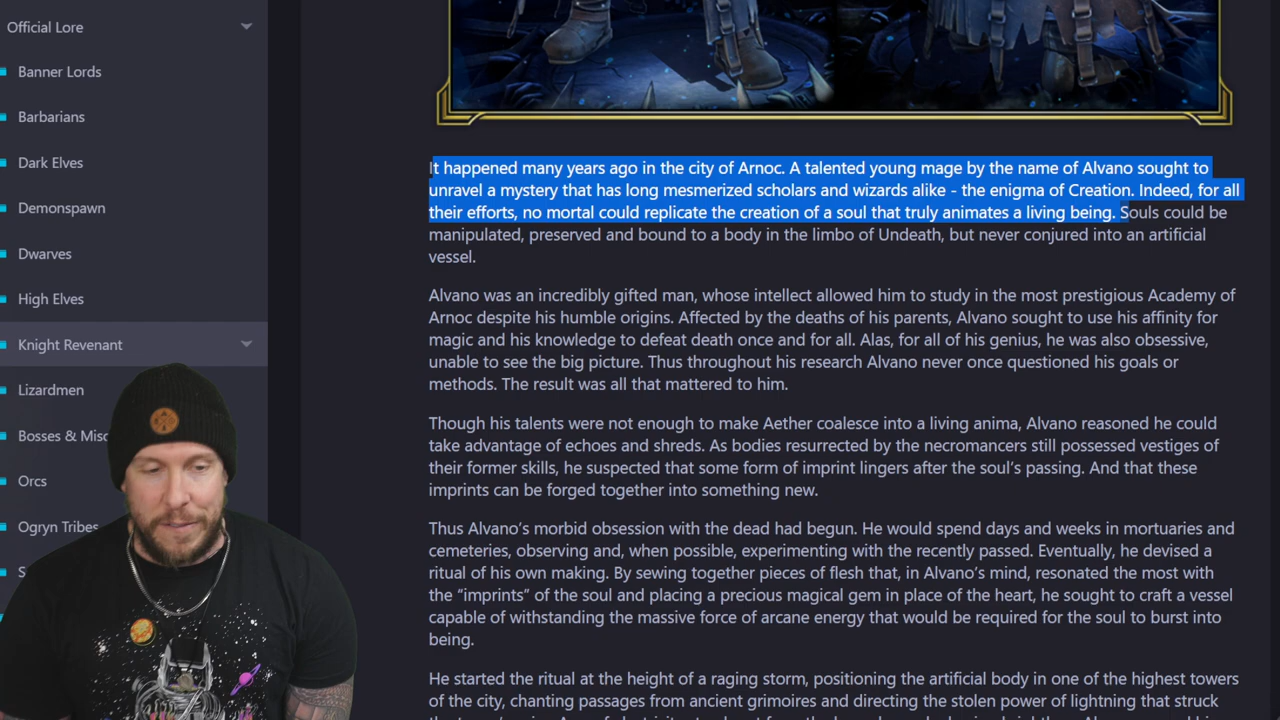 Official Lore
Banner Lords
Barbarians
Dark Elves
Demonspawn
Dwarves
High Elves
Knight Revenant
Lizardmen
Bosses & Misc
Orcs
Ogryn Tribes
S
It happened many years ago in the city of Arnoc. A talented young mage by the name of Alvano sought to
unravel a mystery that has long mesmerized scholars and wizards alike - the enigma of Creation. Indeed, for all
their efforts, no mortal could replicate the creation of a soul that truly animates a living being. Souls could be
manipulated, preserved and bound to a body in the limbo of Undeath, but never conjured into an artificial
vessel.
Alvano was an incredibly gifted man, whose intellect allowed him to study in the most prestigious Academy of
Arnoc despite his humble origins. Affected by the deaths of his parents, Alvano sought to use his affinity for
magic and his knowledge to defeat death once and for all. Alas, for all of his genius, he was also obsessive,
unable to see the big picture. Thus throughout his research Alvano never once questioned his goals or
methods. The result was all that mattered to him.
Though his talents were not enough to make Aether coalesce into a living anima, Alvano reasoned he could
take advantage of echoes and shreds. As bodies resurrected by the necromancers still possessed vestiges of
their former skills, he suspected that some form of imprint lingers after the soul's passing. And that these
imprints can be forged together into something new.
Thus Alvano's morbid obsession with the dead had begun. He would spend days and weeks in mortuaries and
cemeteries, observing and, when possible, experimenting with the recently passed. Eventually, he devised a
ritual of his own making. By sewing together pieces of flesh that, in Alvano's mind, resonated the most with
the “imprints” of the soul and placing a precious magical gem in place of the heart, he sought to craft a vessel
capable of withstanding the massive force of arcane energy that would be required for the soul to burst into
being.
He started the ritual at the height of a raging storm, positioning the artificial body in one of the highest towers
of the city, chanting passages from ancient grimoires and directing the stolen power of lightning that struck